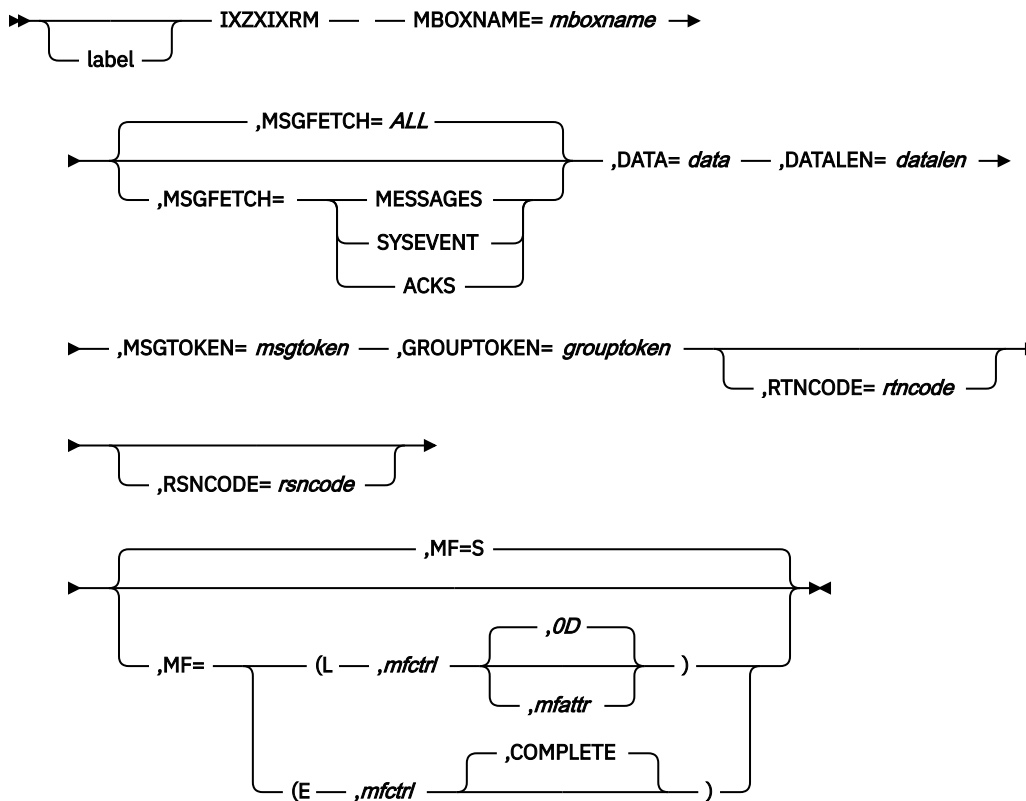 IXZXIXRM MBOXNAME= mboxname
label
,MSGFETCH= ALL
,DATA= data ,DATALEN= datalen
,MSGFETCH= MESSAGES
SYSEVENT
ACKS
,MSGTOKEN= msgtoken ,GROUPTOKEN= grouptoken
,RTNCODE= rtncode
,RSNCODE= rsncode
,MF=S
,MF= (L ,mfctrl ,0D )
,mfattr
(E ,mfctrl ,COMPLETE )